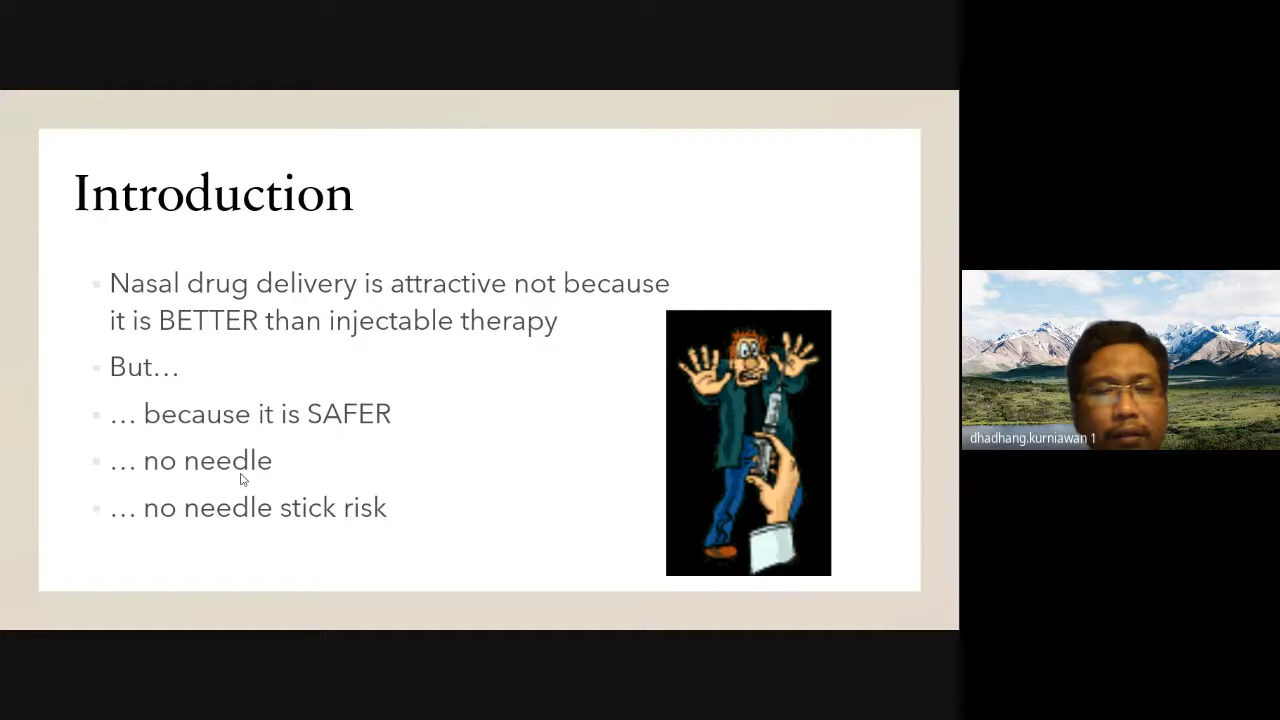 Introduction
Nasal drug delivery is attractive not because
it is BETTER than injectable therapy
But…
… because it is SAFER
… no needle
… no needle stick risk
dhadhang.kurniawan 1